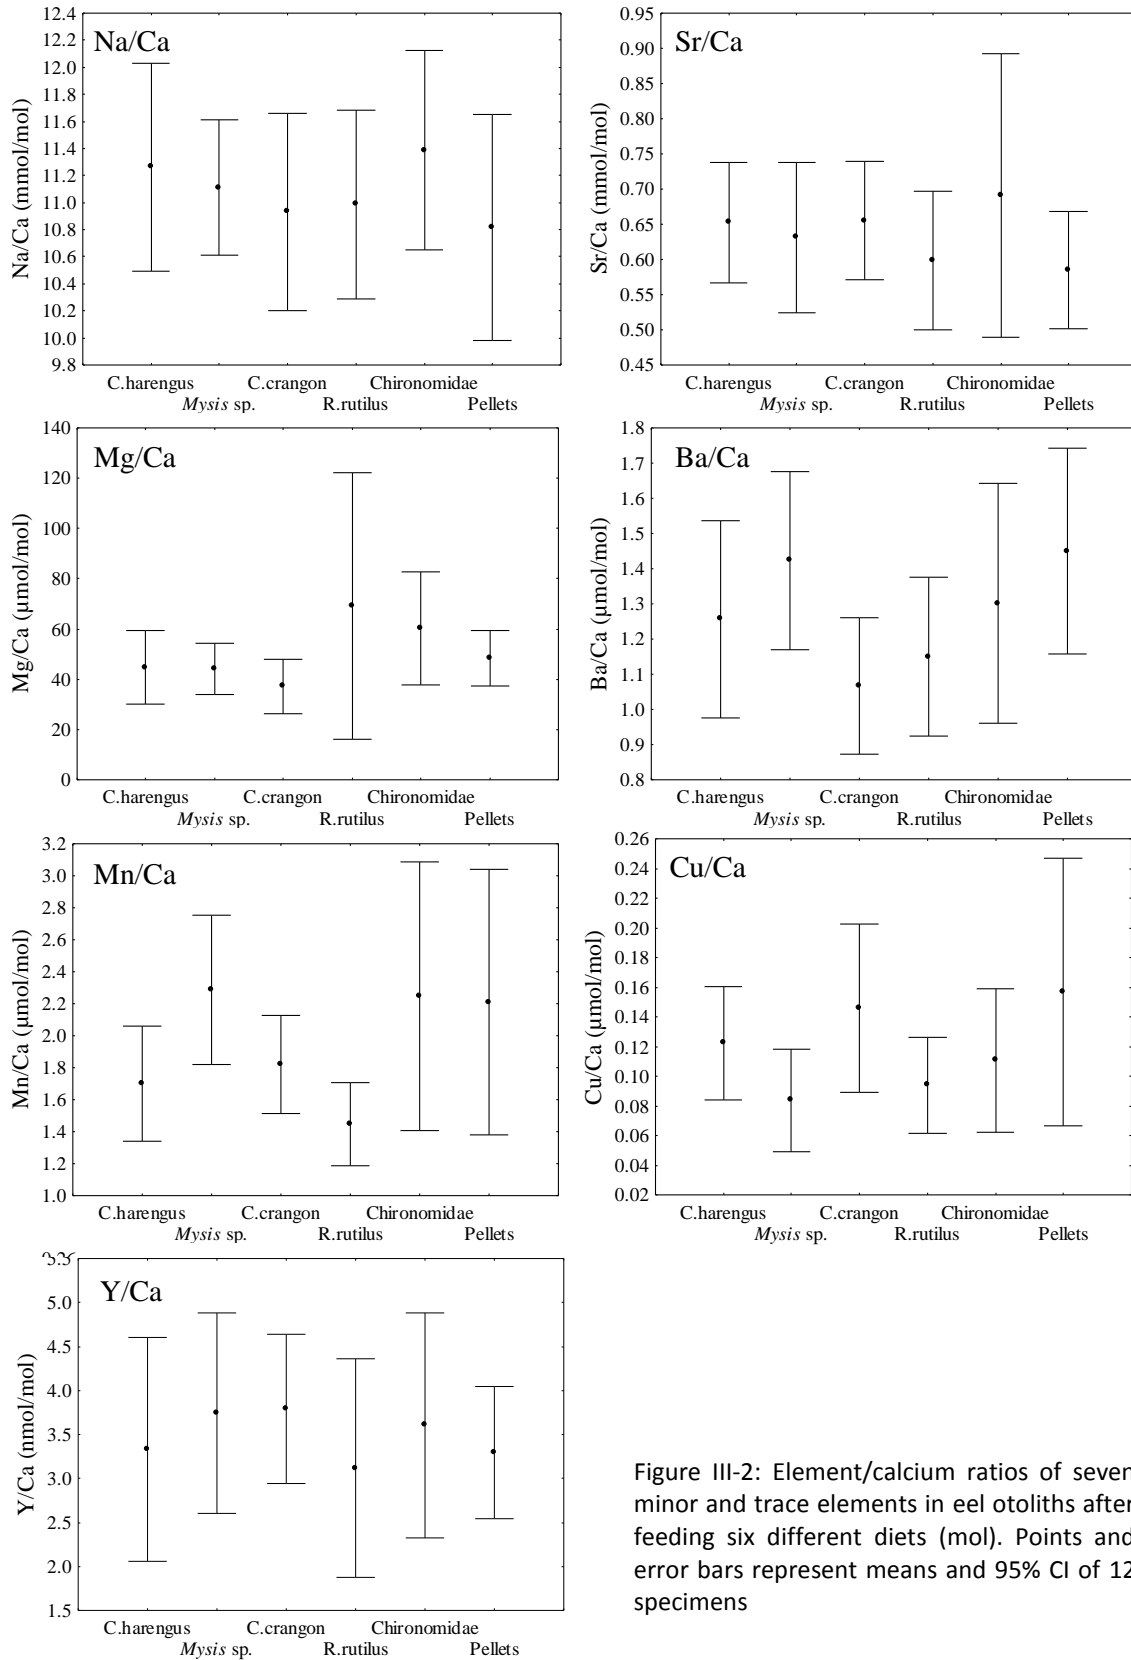 Na/Ca
Na/Ca (mmol/mol)
12.4
12.2
12.0
11.8
11.6
11.4
11.2
11.0
10.8
10.6
10.4
10.2
10.0
9.8
C.harengus C.crangon Chironomidae
Mysis sp. R.rutilus Pellets
Sr/Ca
Sr/Ca (mmol/mol)
0.95
0.90
0.85
0.80
0.75
0.70
0.65
0.60
0.55
0.50
0.45
C.harengus C.crangon Chironomidae
Mysis sp. R.rutilus Pellets
Mg/Ca
Mg/Ca (µmol/mol)
140
120
100
80
60
40
20
0
C.harengus C.crangon Chironomidae
Mysis sp. R.rutilus Pellets
Ba/Ca
Ba/Ca (µmol/mol)
1.8
1.7
1.6
1.5
1.4
1.3
1.2
1.1
1.0
0.9
0.8
C.harengus C.crangon Chironomidae
Mysis sp. R.rutilus Pellets
Mn/Ca
Mn/Ca (µmol/mol)
3.2
3.0
2.8
2.6
2.4
2.2
2.0
1.8
1.6
1.4
1.2
1.0
C.harengus C.crangon Chironomidae
Mysis sp. R.rutilus Pellets
Cu/Ca
Cu/Ca (µmol/mol)
0.26
0.24
0.22
0.20
0.18
0.16
0.14
0.12
0.10
0.08
0.06
0.04
0.02
C.harengus C.crangon Chironomidae
Mysis sp. R.rutilus Pellets
Y/Ca
Y/Ca (nmol/mol)
5.5
5.0
4.5
4.0
3.5
3.0
2.5
2.0
1.5
C.harengus C.crangon Chironomidae
Mysis sp. R.rutilus Pellets
Figure III-2: Element/calcium ratios of seven
minor and trace elements in eel otoliths after
feeding six different diets (mol). Points and
error bars represent means and 95% CI of 12
specimens